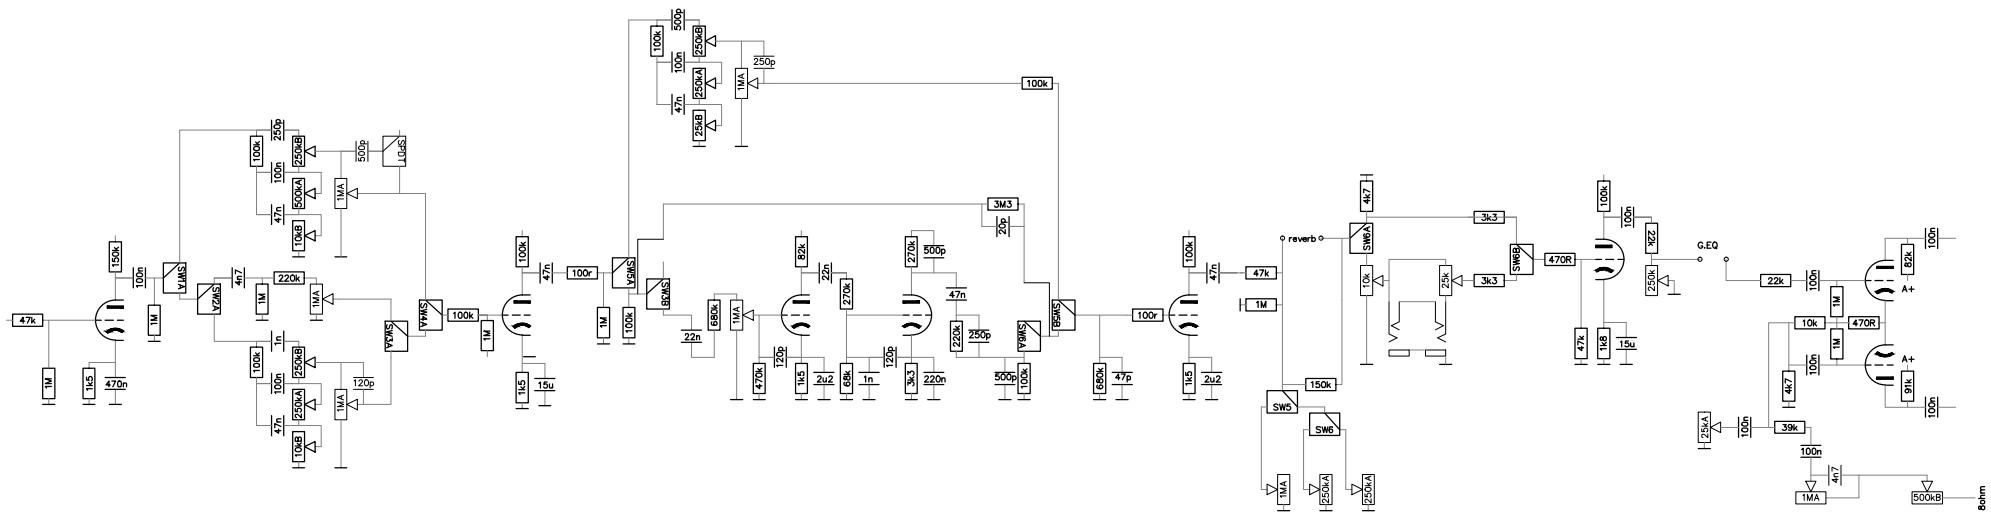 47k
1M
1k5
470n
150k
100n
1M
SW1A
SW2A
100k
250p
250kB
100n
500kA
47n
10kB
1MA
500p
SPDT
4n7
1M
220k
1MA
100k
1n
250kB
100n
250kA
47n
10kB
120p
1MA
SW3A
SW4A
100k
1M
100k
1k5
15u
47n
100r
1M
SW5A
100k
SW3B
22n
680k
1MA
100k
500p
250kB
100n
250kA
47n
25kB
1MA
250p
100k
470k
120p
82k
1k5
2u2
22n
270k
68k
1n
120p
270k
500p
3k3
220n
47n
220k
250p
500p
3M3
20p
SW6A
100k
SW5B
680k
47p
100r
100k
1k5
2u2
47n
47k
1M
reverb
150k
SW5
SW6
1MA
250kA
250kA
4k7
SW6A
10k
25k
3k3
3k3
SW6B
470R
47k
100k
1k8
15u
100n
22k
250k
G.EQ
22k
100n
1M
10k
470R
1M
100n
4k7
82k
100n
A+
A+
91k
100n
25kA
100n
39k
100n
4n7
1MA
500kB
8ohm